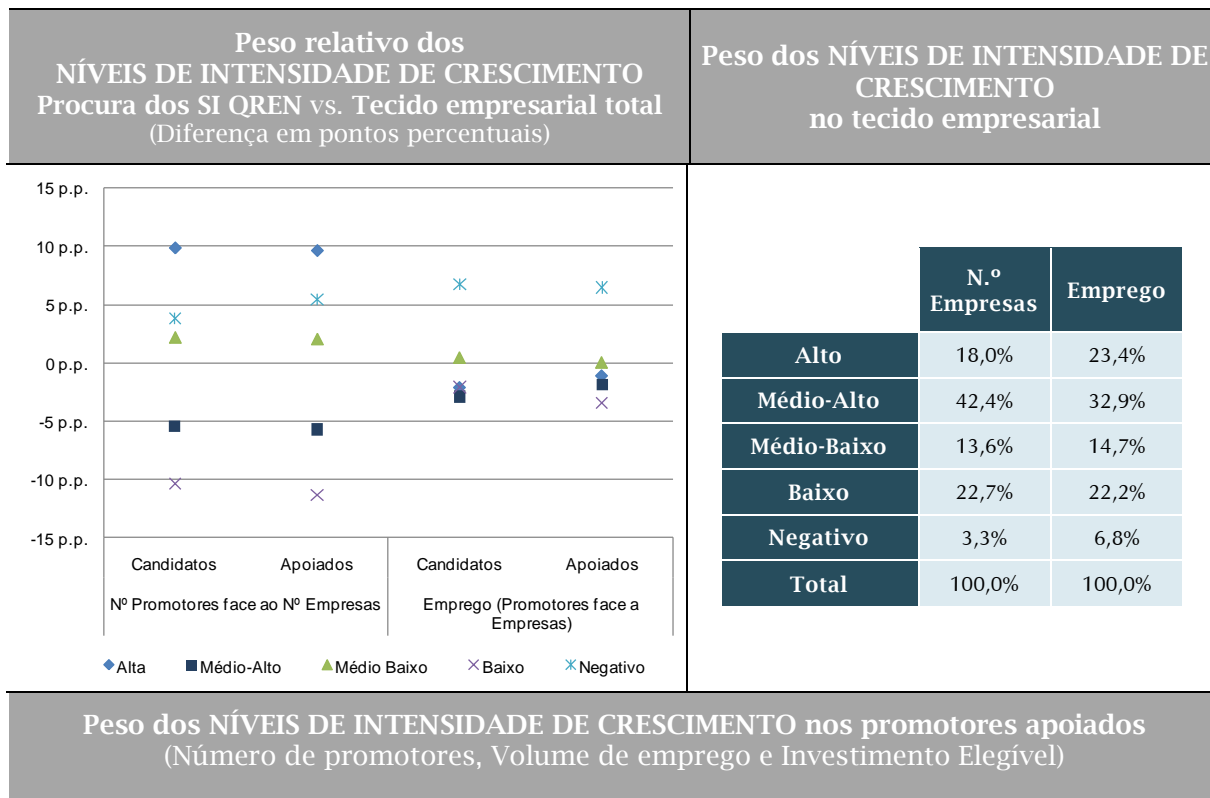 Peso relativo dos
NÍVEIS DE INTENSIDADE DE CRESCIMENTO
Procura dos SI QREN vs. Tecido empresarial total
(Diferença em pontos percentuais)
Peso dos NÍVEIS DE INTENSIDADE DE
CRESCIMENTO
no tecido empresarial
15 p.p.
10 p.p.
5 p.p.
0 p.p.
-5 p.p.
-10 p.p.
-15 p.p.
Candidatos Apoiados Candidatos Apoiados
Nº Promotores face ao Nº Empresas Emprego (Promotores face a
Empresas)
Alta Médio-Alto Médio Baixo Baixo Negativo
N.º
Empresas Emprego
Alto 18,0% 23,4%
Médio-Alto 42,4% 32,9%
Médio-Baixo 13,6% 14,7%
Baixo 22,7% 22,2%
Negativo 3,3% 6,8%
Total 100,0% 100,0%
Peso dos NÍVEIS DE INTENSIDADE DE CRESCIMENTO nos promotores apoiados
(Número de promotores, Volume de emprego e Investimento Elegível)